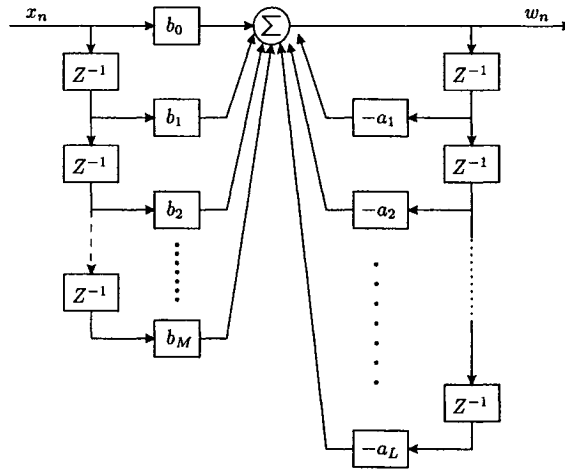 x_n b_0 Σ w_n
Z^{-1} Z^{-1}
b_1 -a_1
Z^{-1} Z^{-1}
b_2 -a_2
Z^{-1}
b_M
Z^{-1}
-a_L